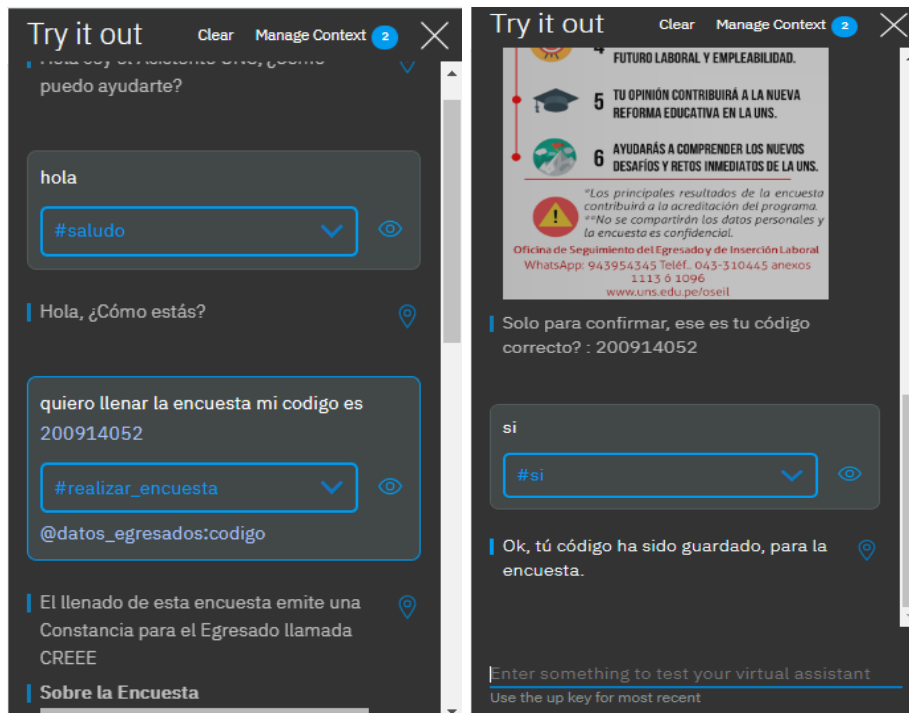 Try it out Clear Manage Context 2
Hola soy el Asistente UNS, ¿Cómo
puedo ayudarte?
hola
#saludo
Hola, ¿Cómo estás?
quiero llenar la encuesta mi codigo es
200914052
#realizar_encuesta
@datos_egresados:codigo
El llenado de esta encuesta emite una
Constancia para el Egresado llamada
CREEE
Sobre la Encuesta
Try it out Clear Manage Context 2
4
FUTURO LABORAL Y EMPLEABILIDAD.
5 TU OPINIÓN CONTRIBUIRÁ A LA NUEVA
REFORMA EDUCATIVA EN LA UNS.
6 AYUDARÁS A COMPRENDER LOS NUEVOS
DESAFÍOS Y RETOS INMEDIATOS DE LA UNS.
*Los principales resultados de la encuesta
contribuirá a la acreditación del programa.
**No se compartirán los datos personales y
la encuesta es confidencial.
Oficina de Seguimiento del Egresado y de Inserción Laboral
WhatsApp: 943954345 Teléf.. 043-310445 anexos
1113 ó 1096
www.uns.edu.pe/oseil
Solo para confirmar, ese es tu código
correcto? : 200914052
si
#si
Ok, tú código ha sido guardado, para la
encuesta.
Enter something to test your virtual assistant
Use the up key for most recent